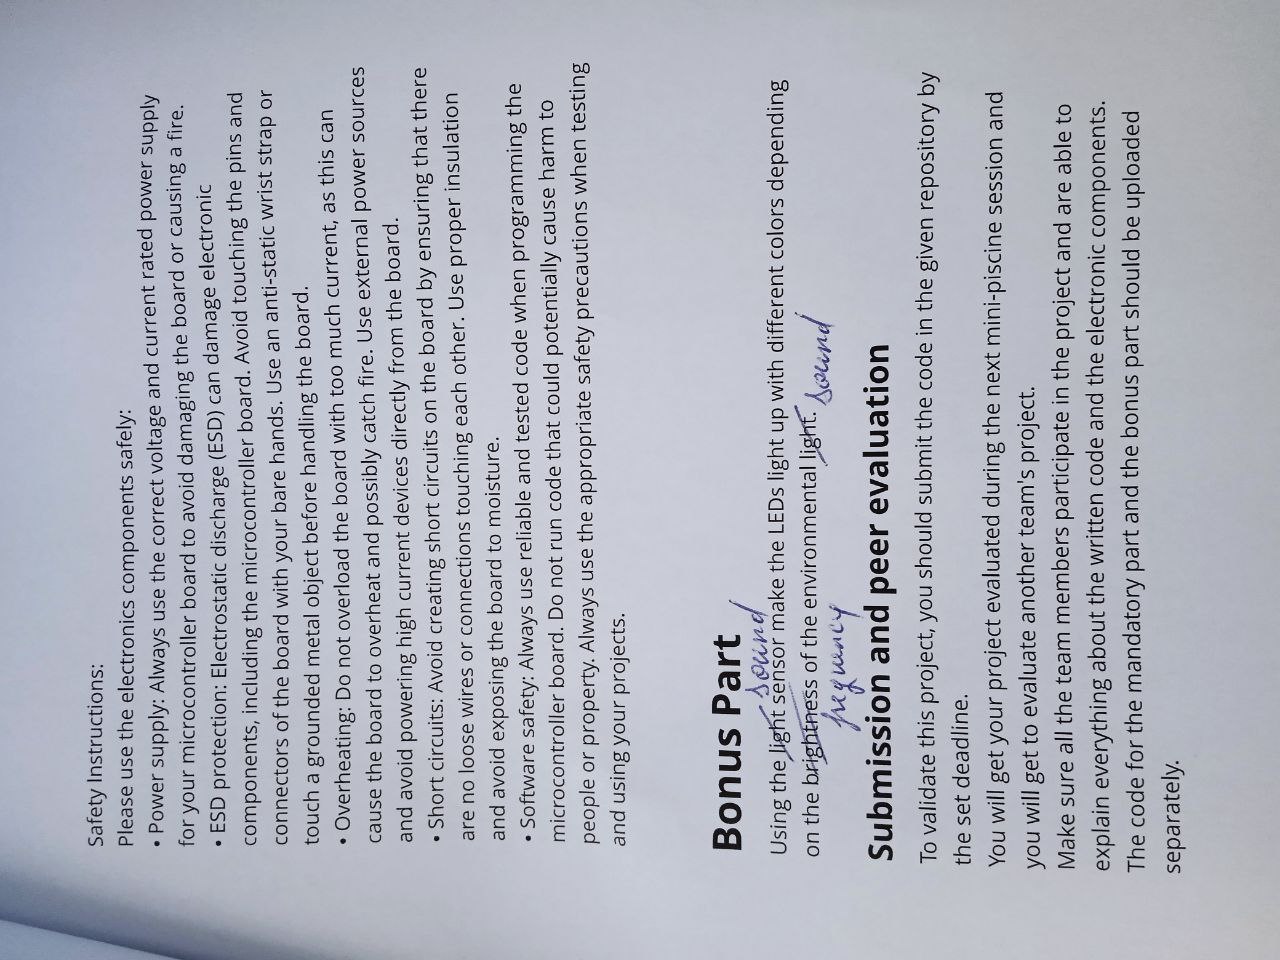 Safety Instructions:
Please use the electronics components safely:
• Power supply: Always use the correct voltage and current rated power supply
for your microcontroller board to avoid damaging the board or causing a fire.
• ESD protection: Electrostatic discharge (ESD) can damage electronic
components, including the microcontroller board. Avoid touching the pins and
connectors of the board with your bare hands. Use an anti-static wrist strap or
touch a grounded metal object before handling the board.
• Overheating: Do not overload the board with too much current, as this can
cause the board to overheat and possibly catch fire. Use external power sources
and avoid powering high current devices directly from the board.
• Short circuits: Avoid creating short circuits on the board by ensuring that there
are no loose wires or connections touching each other. Use proper insulation
and avoid exposing the board to moisture.
• Software safety: Always use reliable and tested code when programming the
microcontroller board. Do not run code that could potentially cause harm to
people or property. Always use the appropriate safety precautions when testing
and using your projects.
Bonus Part
sound
Using the light sensor make the LEDs light up with different colors depending
on the brightness of the environmental light. sound
frequency
Submission and peer evaluation
To validate this project, you should submit the code in the given repository by
the set deadline.
You will get your project evaluated during the next mini-piscine session and
you will get to evaluate another team's project.
Make sure all the team members participate in the project and are able to
explain everything about the written code and the electronic components.
The code for the mandatory part and the bonus part should be uploaded
separately.